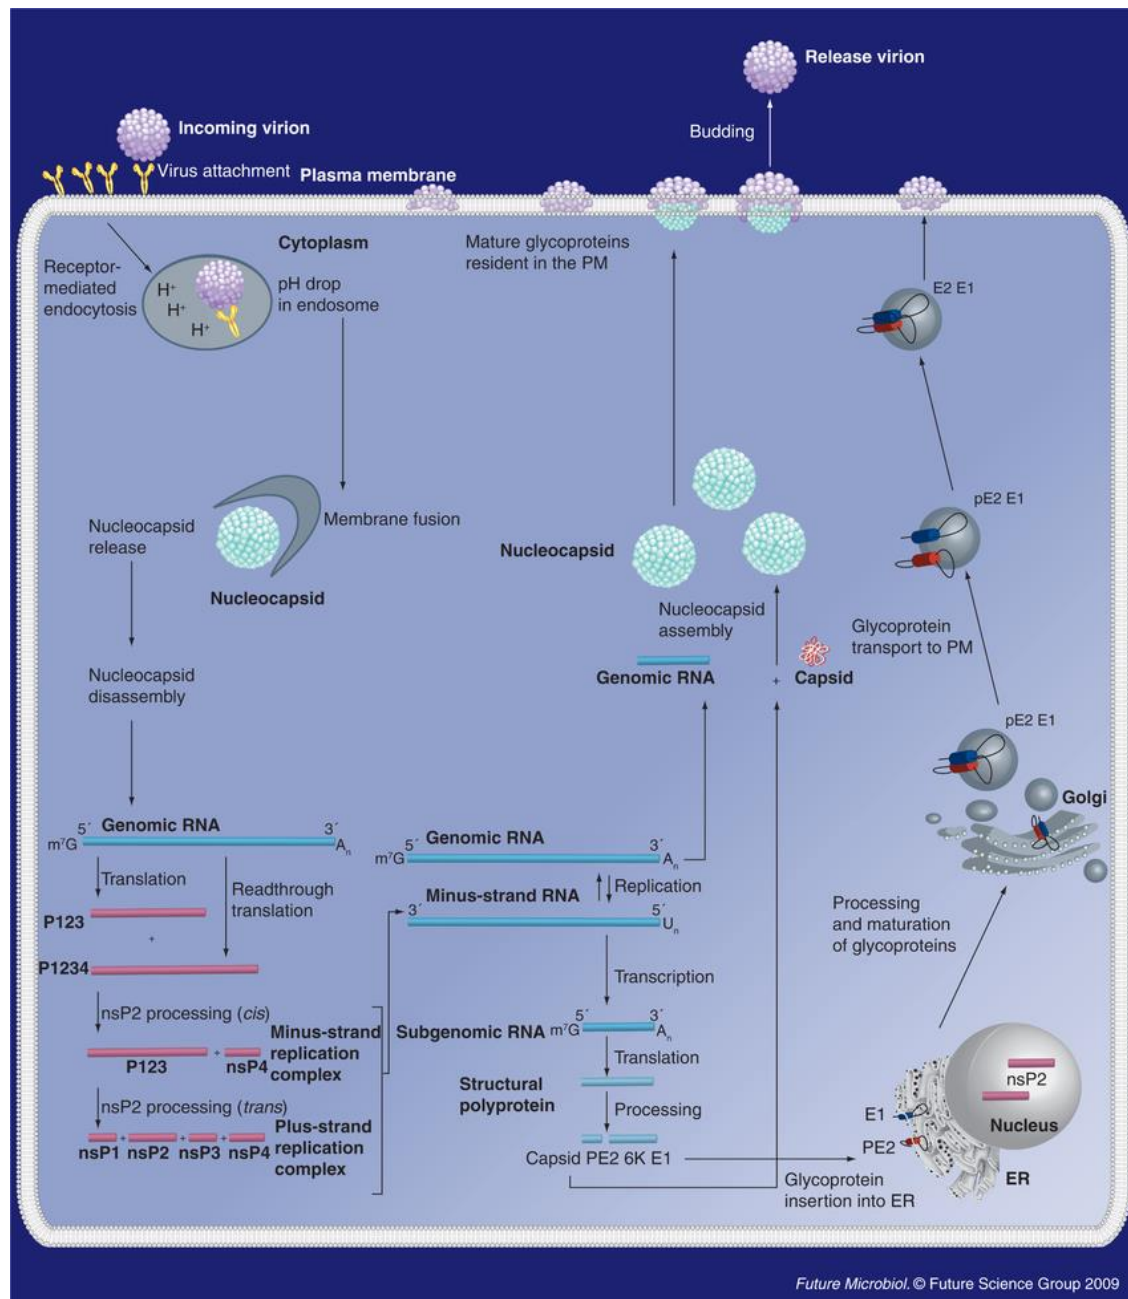 Release virion
Budding
Incoming virion
Virus attachment
Plasma membrane
Cytoplasm
Receptor-
mediated
endocytosis
H+
H+
H+
pH drop
in endosome
Mature glycoproteins
resident in the PM
E2 E1
Nucleocapsid
release
Membrane fusion
Nucleocapsid
Nucleocapsid
disassembly
Nucleocapsid
Nucleocapsid
assembly
Genomic RNA
+
Capsid
pE2 E1
Glycoprotein
transport to PM
pE2 E1
Golgi
5´ Genomic RNA 3´
m7G An
Translation
Readthrough
translation
P123
+
P1234
nsP2 processing (cis)
P123 + nsP4
Minus-strand
replication
complex
nsP2 processing (trans)
nsP1 + nsP2 + nsP3 + nsP4
Plus-strand
replication
complex
5´ Genomic RNA 3´
m7G An
Replication
Minus-strand RNA
3´ 5´
Un
Transcription
Subgenomic RNA
5´ 3´
m7G An
Translation
Structural
polyprotein
Processing
Capsid PE2 6K E1
Glycoprotein
insertion into ER
Processing
and maturation
of glycoproteins
nsP2
Nucleus
E1
PE2
ER
Future Microbiol. © Future Science Group 2009